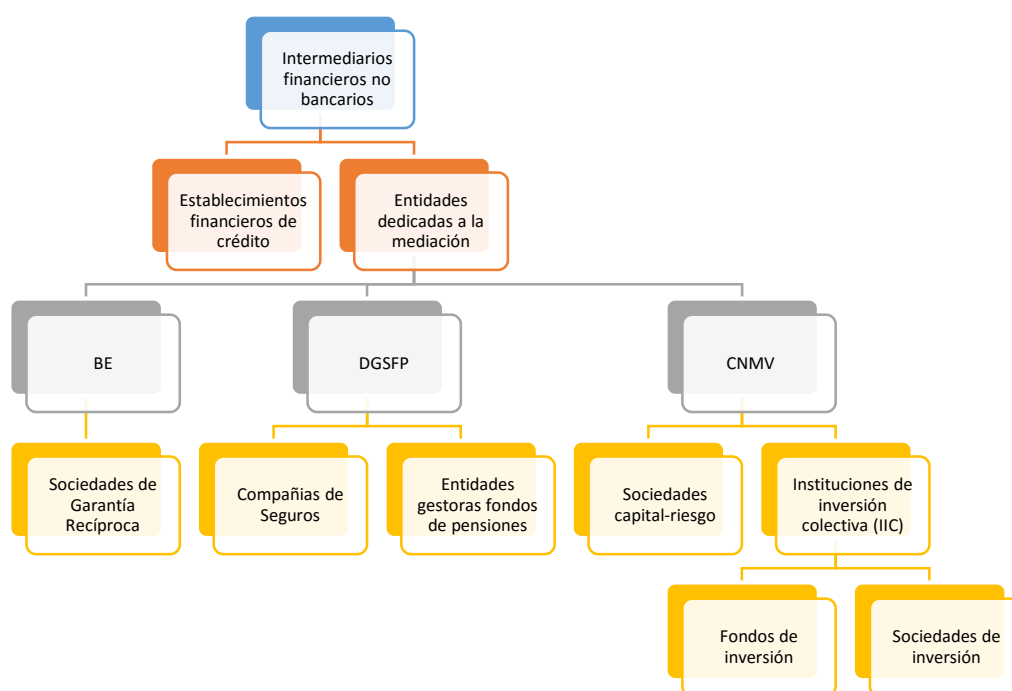 Intermediarios
financieros no
bancarios
Establecimientos
financieros de
crédito
Entidades
dedicadas a la
mediación
BE
DGSFP
CNMV
Sociedades de
Garantía
Recíproca
Compañias de
Seguros
Entidades
gestoras fondos
de pensiones
Sociedades
capital-riesgo
Instituciones de
inversión
colectiva (IIC)
Fondos de
inversión
Sociedades de
inversión